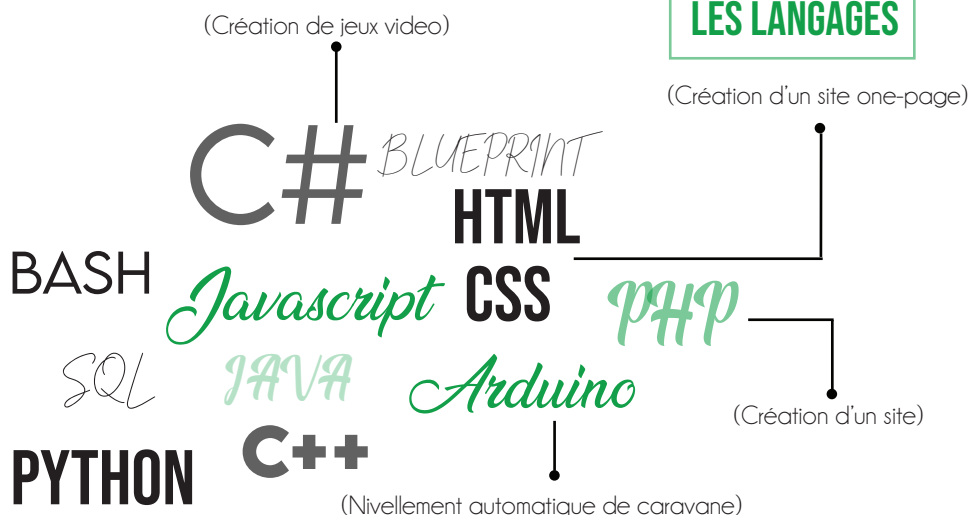 (Création de jeux video)
LES LANGAGES
(Création d'un site one-page)
C#
BLUEPRINT
HTML
BASH
Javascript
CSS
PHP
SQL
JAVA
Arduino
(Création d'un site)
C++
PYTHON
(Nivellement automatique de caravane)